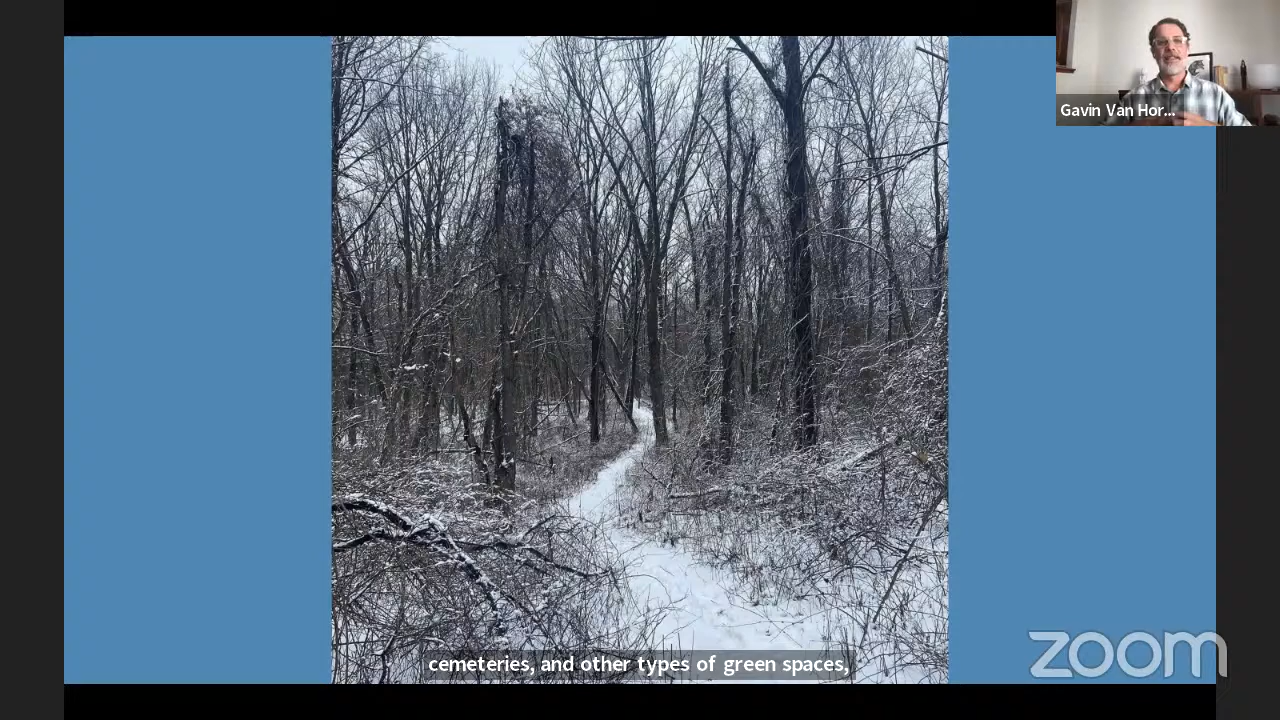 Gavin Van Hor...
cemeteries, and other types of green spaces,
zoom